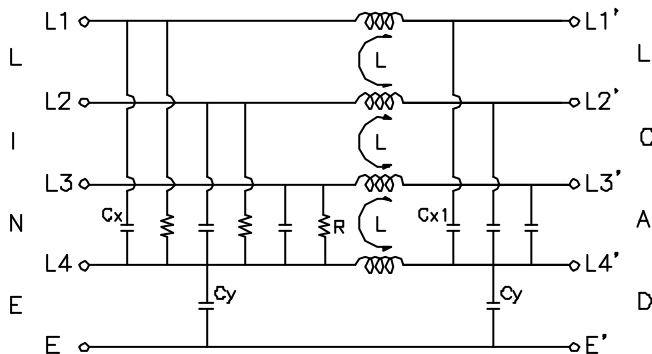 L1 L1'
L L L
L2 L2'
I L O
L3 L3'
Cx R Cx1
N L A
L4 L4'
Cy Cy
E D
E E'